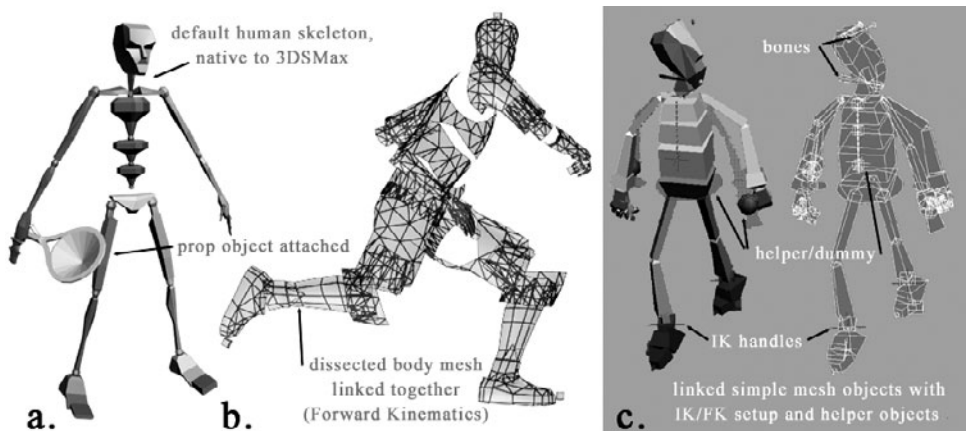 default human skeleton,
native to 3DSMax
prop object attached
a.
dissected body mesh
linked together
(Forward Kinematics)
b.
bones
helper/dummy
IK handles
linked simple mesh objects with
IK/FK setup and helper objects
c.